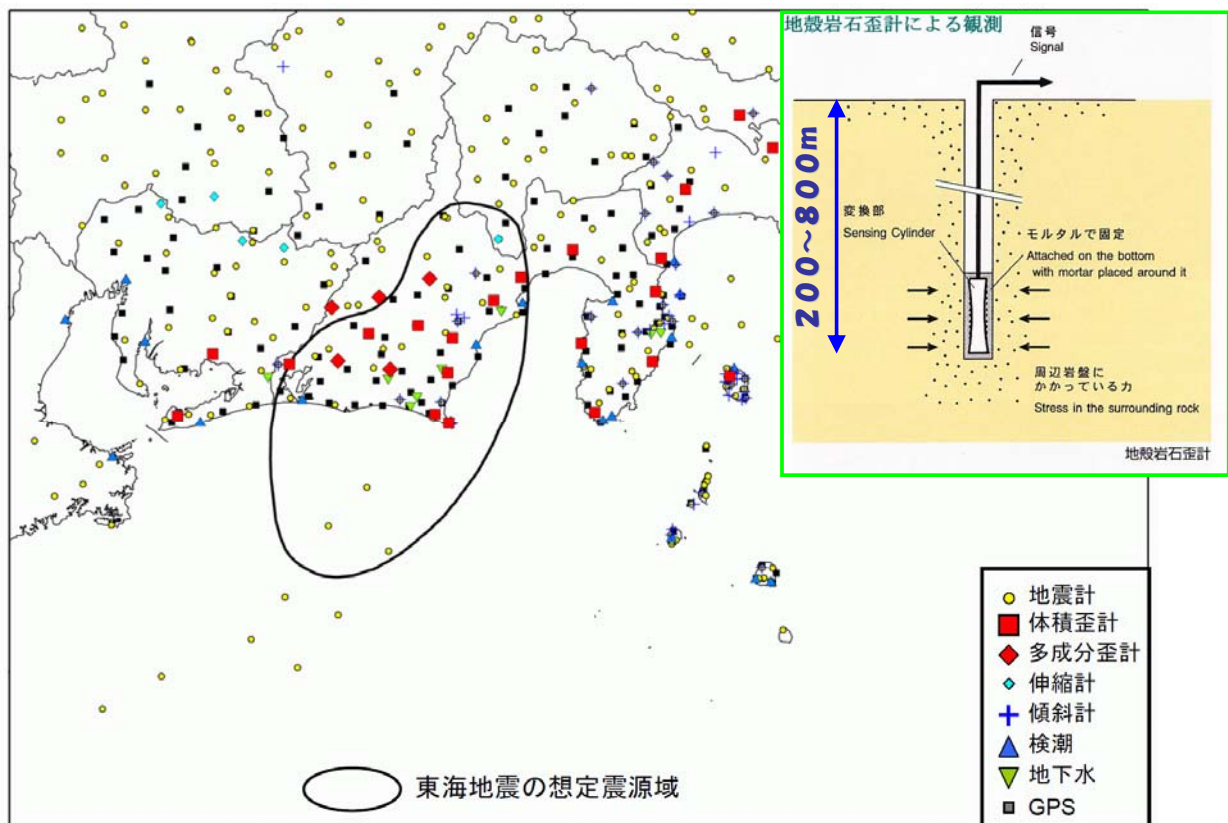 地殻岩石歪計による観測
信号
Signal
200~800m
変換部
Sensing Cylinder
モルタルで固定
Attached on the bottom
with mortar placed around it
周辺岩盤に
かかっている力
Stress in the surrounding rock
地殻岩石歪計
地震計
体積歪計
多成分歪計
伸縮計
傾斜計
検潮
地下水
GPS
東海地震の想定震源域